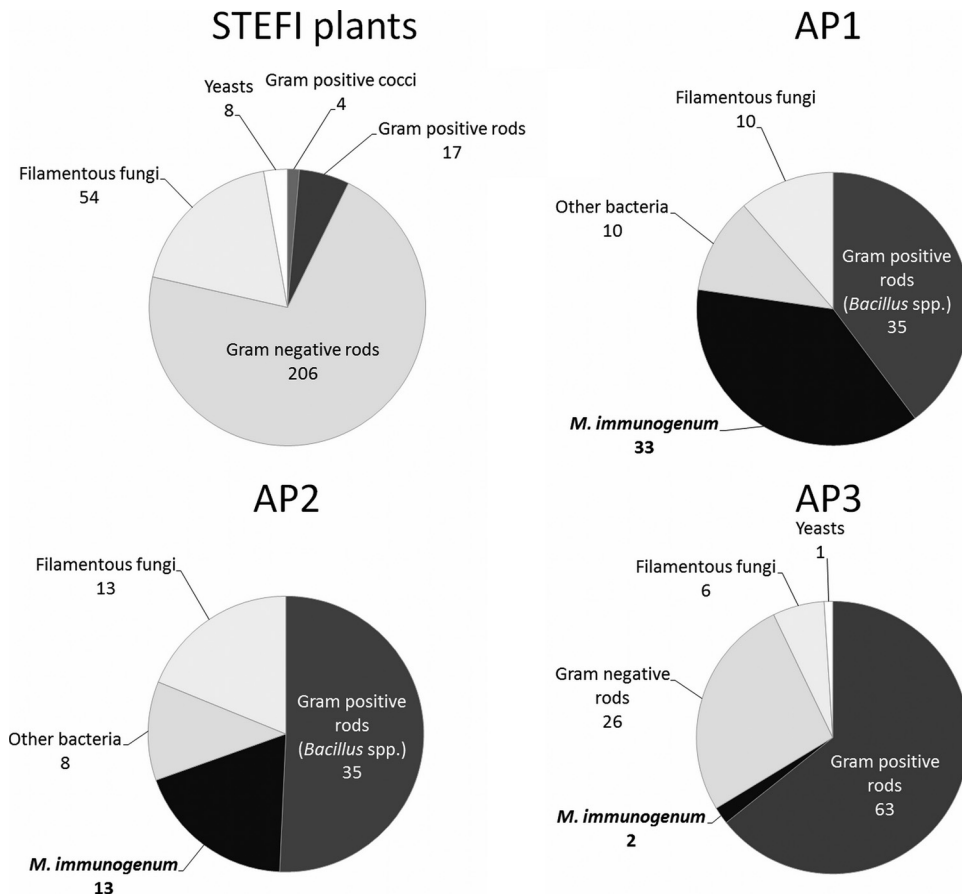 STEFI plants
Yeasts
8
Gram positive cocci
4
Gram positive rods
17
Filamentous fungi
54
Gram negative rods
206
AP1
Filamentous fungi
10
Other bacteria
10
Gram positive
rods
(Bacillus spp.)
35
M. immunogenum
33
AP2
Filamentous fungi
13
Other bacteria
8
Gram positive
rods
(Bacillus spp.)
35
M. immunogenum
13
AP3
Yeasts
1
Filamentous fungi
6
Gram negative
rods
26
Gram positive
rods
63
M. immunogenum
2